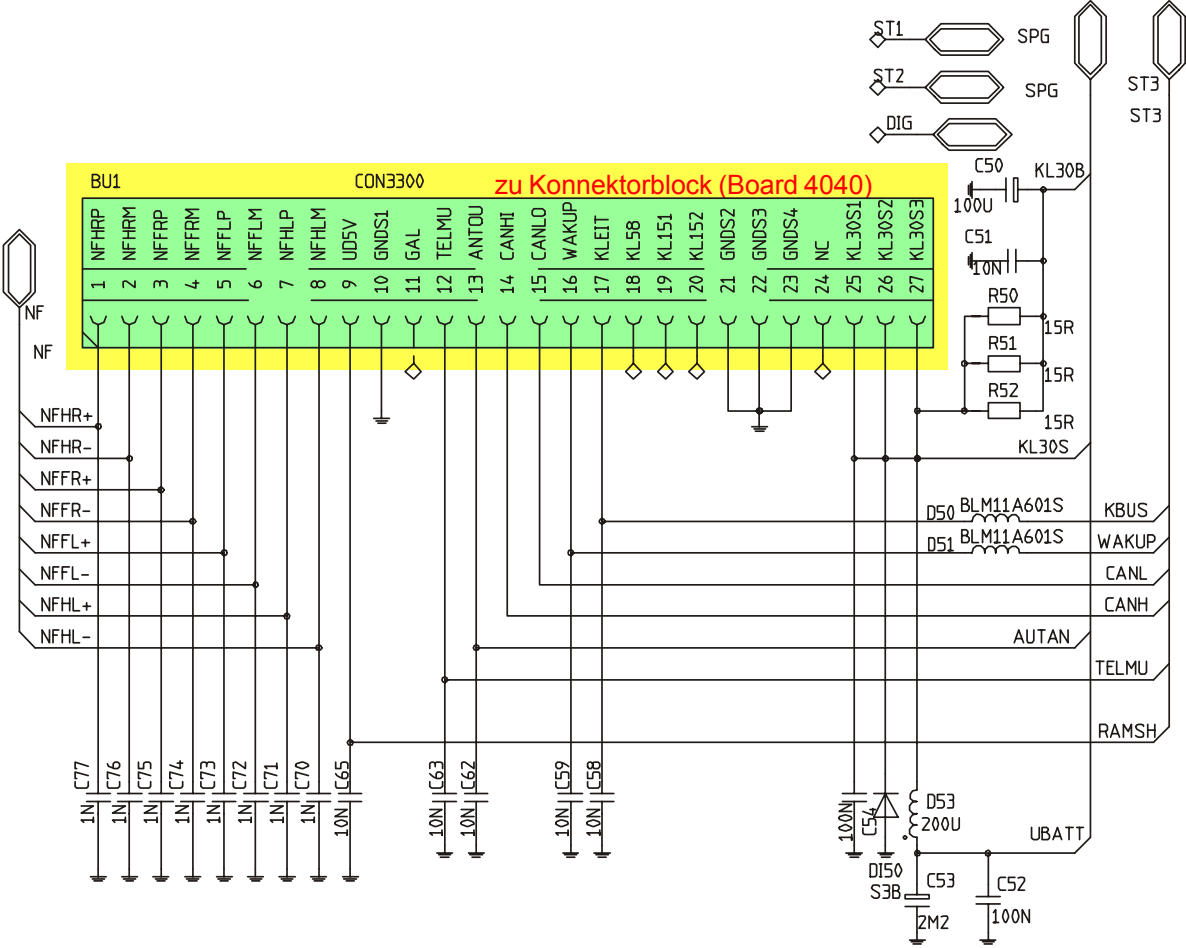 ST1
SPG
ST2
SPG
ST3
DIG
ST3
C50
KL30B
100U
BU1
CON3300
zu Konnektorblock (Board 4040)
NFHRP
NFHRM
NFFRP
NFFRM
NFFLP
NFFLM
NFHLP
NFHLM
UD5V
GNDS1
GAL
TELMU
ANTOU
CANHI
CANLO
WAKUP
KLEIT
KL58
KL151
KL152
GNDS2
GNDS3
GNDS4
NC
KL30S1
KL30S2
KL30S3
1 2 3 4 5 6 7 8 9 10 11 12 13 14 15 16 17 18 19 20 21 22 23 24 25 26 27
C51
10N
R50
15R
R51
15R
R52
15R
NF
NF
NFHR+
NFHR-
KL30S
NFFR+
NFFR-
D50
BLM11A601S
KBUS
NFFL+
D51
BLM11A601S
WAKUP
NFFL-
CANL
NFHL+
CANH
NFHL-
AUTAN
TELMU
RAMSH
C77
1N
C76
1N
C75
1N
C74
1N
C73
1N
C72
1N
C71
1N
C70
1N
C65
10N
C63
10N
C62
10N
C59
10N
C58
10N
100N
C54
D53
200U
UBATT
DI50
S3B
C53
2M2
C52
100N